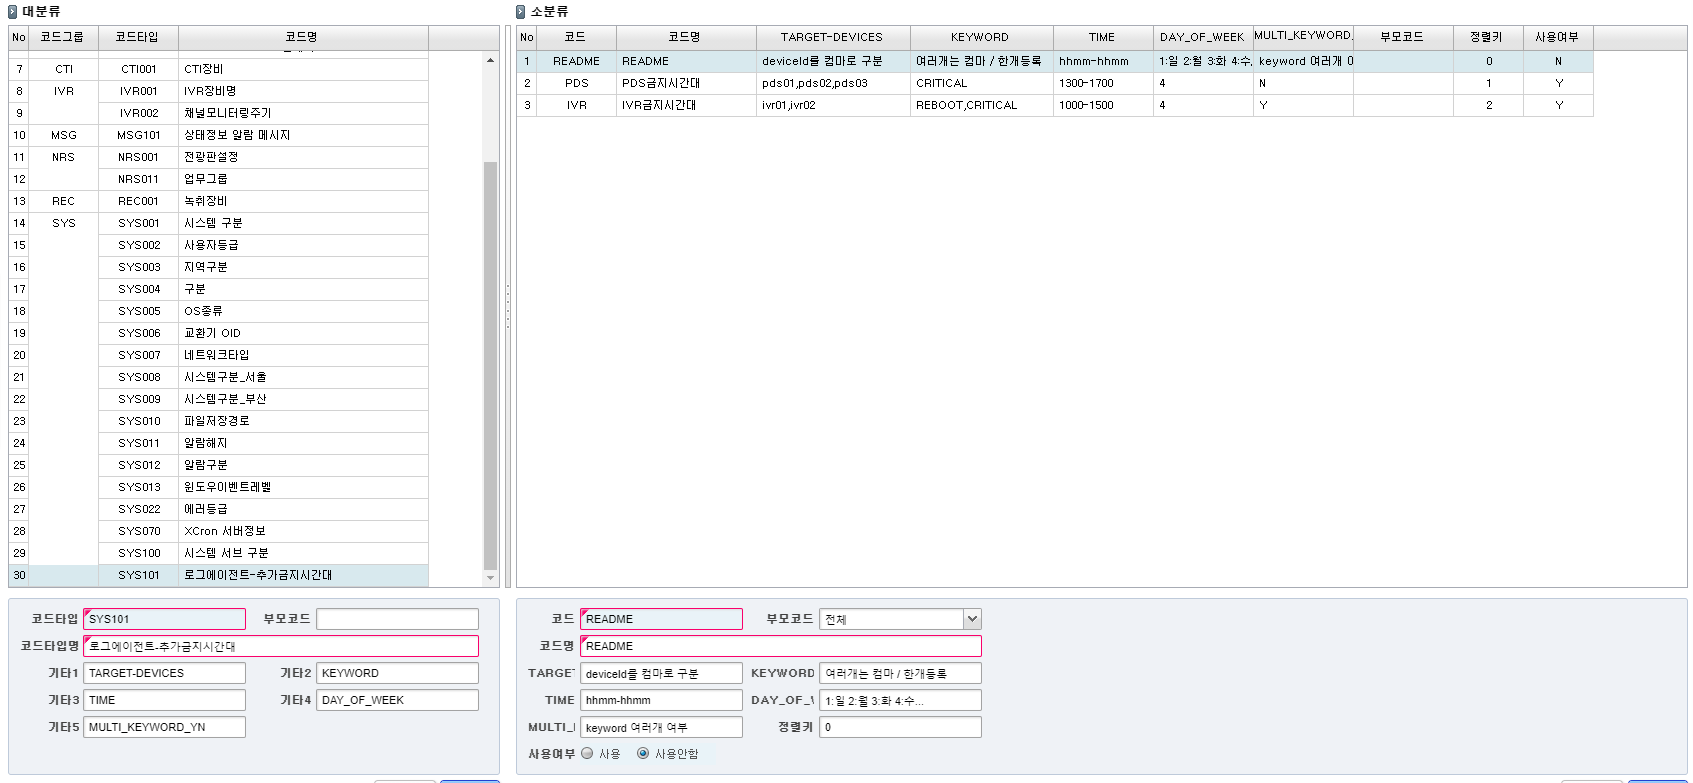 대분류
No 코드그룹 코드타입 코드명
7 CTI CTI001 CTI장비
8 IVR IVR001 IVR장비명
9 IVR002 채널모니터링주기
10 MSG MSG101 상태정보 알람 메시지
11 NRS NRS001 전광판설정
12 NRS011 업무그룹
13 REC REC001 녹취장비
14 SYS SYS001 시스템 구분
15 SYS002 사용자등급
16 SYS003 지역구분
17 SYS004 구분
18 SYS005 OS종류
19 SYS006 교환기 OID
20 SYS007 네트워크타입
21 SYS008 시스템구분_서울
22 SYS009 시스템구분_부산
23 SYS010 파일저장경로
24 SYS011 알람해지
25 SYS012 알람구분
26 SYS013 윈도우이벤트레벨
27 SYS022 에러등급
28 SYS070 XCron 서버정보
29 SYS100 시스템 서브 구분
30 SYS101 로그에이전트-추가금지시간대
코드타입 SYS101 부모코드
코드타입명 로그에이전트-추가금지시간대
기타1 TARGET-DEVICES 기타2 KEYWORD
기타3 TIME 기타4 DAY_OF_WEEK
기타5 MULTI_KEYWORD_YN
소분류
No 코드 코드명 TARGET-DEVICES KEYWORD TIME DAY_OF_WEEK MULTI_KEYWORD_ 부모코드 정렬키 사용여부
1 README README deviceId를 컴마로 구분 여러개는 컴마 / 한개등록 hhmm-hhmm 1:일 2:월 3:화 4:수. keyword 여러개 여 0 N
2 PDS PDS금지시간대 pds01,pds02,pds03 CRITICAL 1300-1700 4 N 1 Y
3 IVR IVR금지시간대 ivr01,ivr02 REBOOT,CRITICAL 1000-1500 4 Y 2 Y
코드 README 부모코드 전체
코드명 README
TARGET deviceId를 컴마로 구분 KEYWORD 여러개는 컴마 / 한개등록
TIME hhmm-hhmm DAY_OF_W 1:일 2:월 3:화 4:수...
MULTI_K keyword 여러개 여부 정렬키 0
사용여부 사용 사용안함